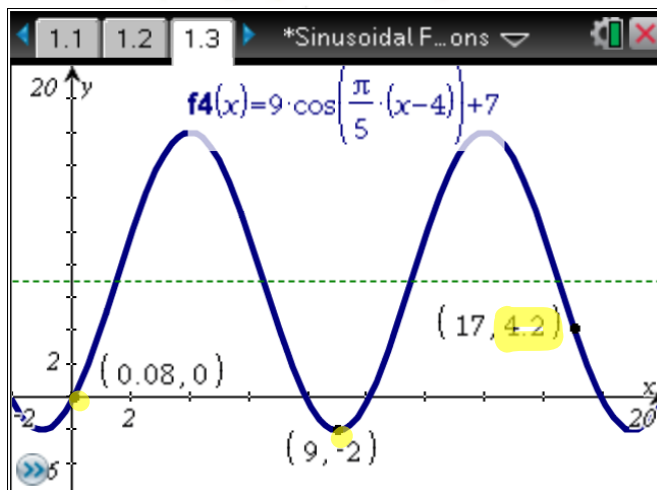 1.1 1.2 1.3 *Sinusoidal F...ons
20 y
f4(x)=9·cos(π/5·(x-4))+7
(17,4.2)
2 (0.08,0)
x
-2 2 20
(9,-2)
6